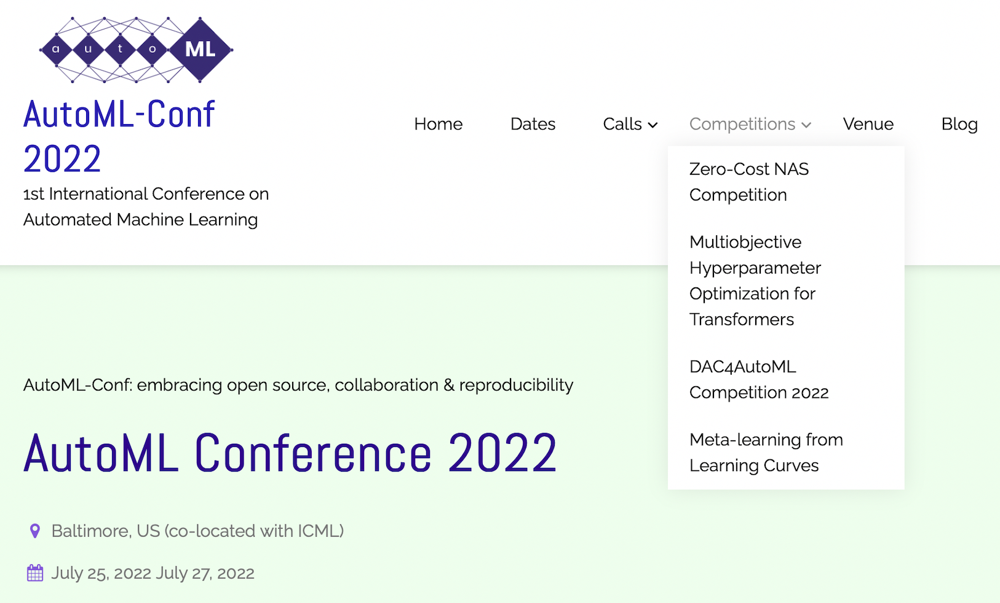 auto ML
AutoML-Conf
2022
1st International Conference on
Automated Machine Learning
Home Dates Calls Competitions Venue Blog
Zero-Cost NAS
Competition
Multiobjective
Hyperparameter
Optimization for
Transformers
DAC4AutoML
Competition 2022
Meta-learning from
Learning Curves
AutoML-Conf: embracing open source, collaboration & reproducibility
AutoML Conference 2022
Baltimore, US (co-located with ICML)
July 25, 2022 July 27, 2022